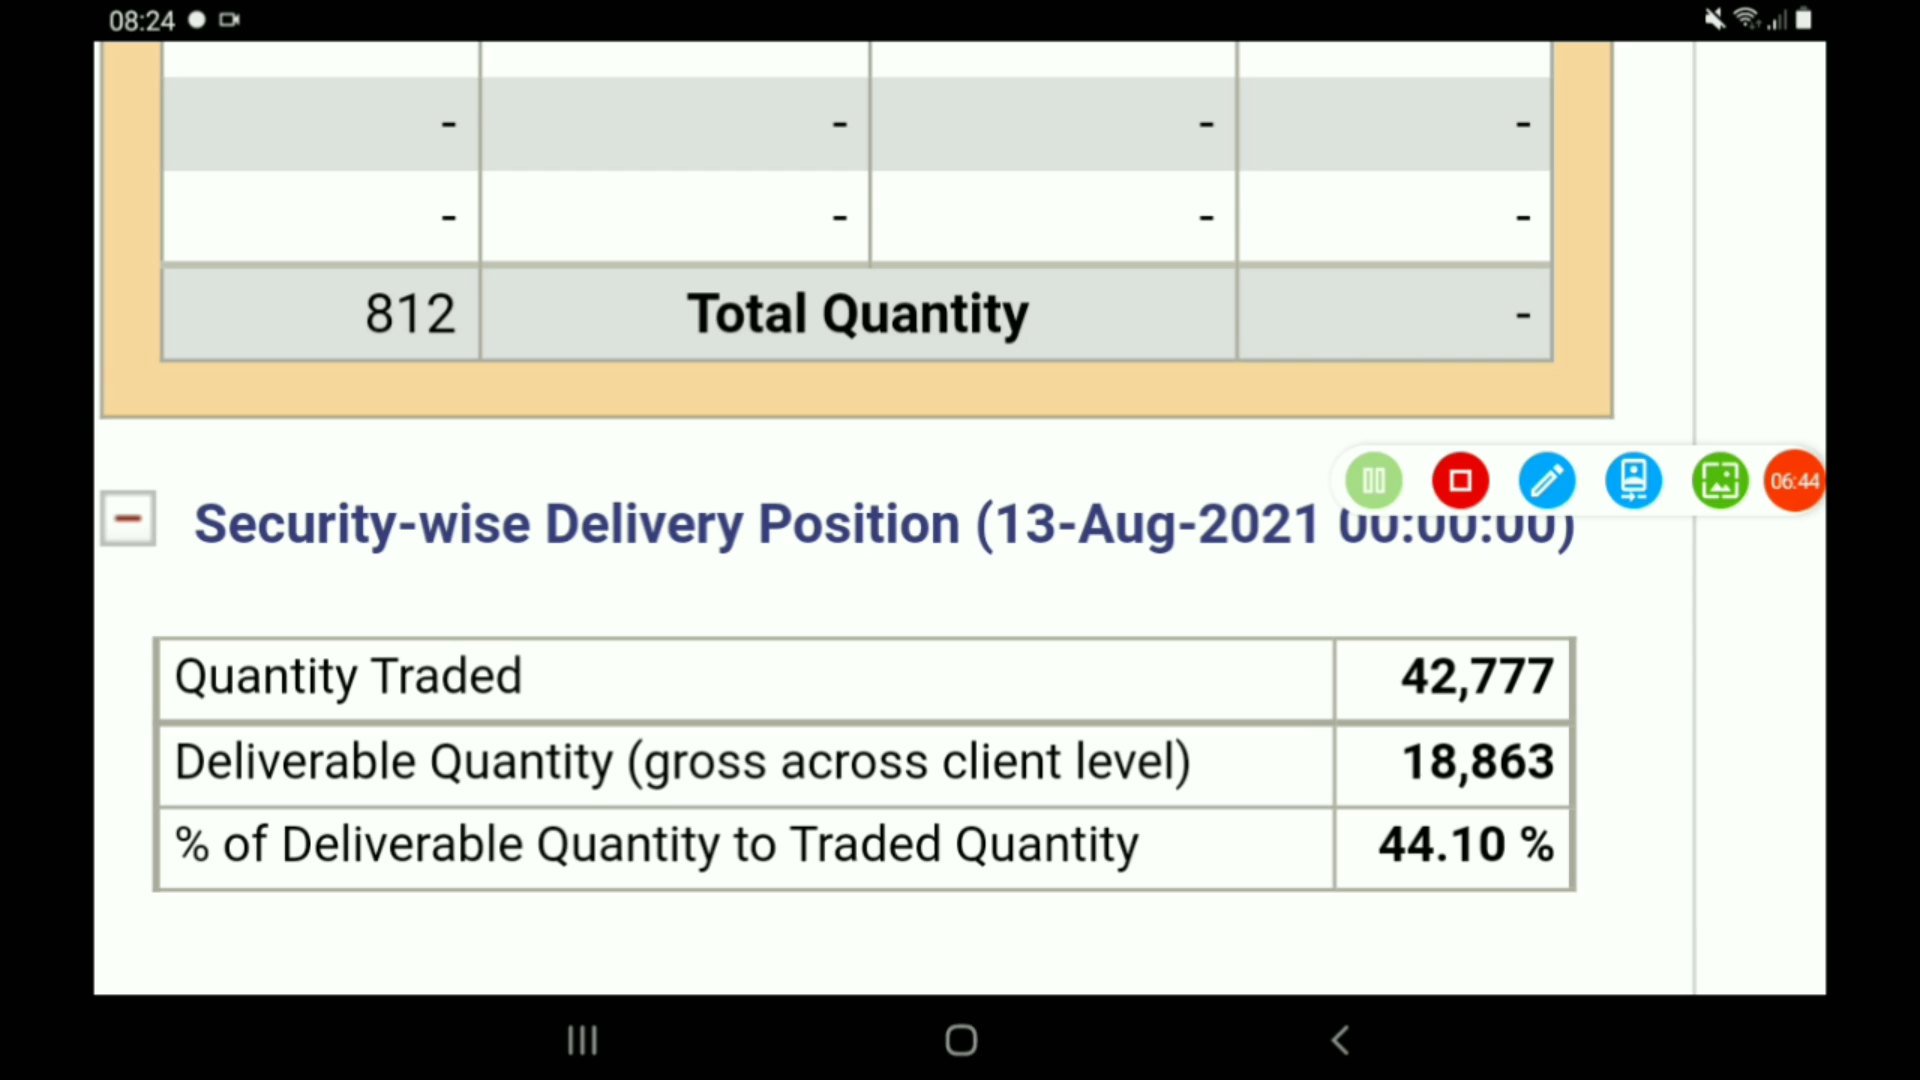 08:24
- - - -
- - - -
812 Total Quantity -
06:44
Security-wise Delivery Position (13-Aug-2021 00:00:00)
Quantity Traded 42,777
Deliverable Quantity (gross across client level) 18,863
% of Deliverable Quantity to Traded Quantity 44.10 %